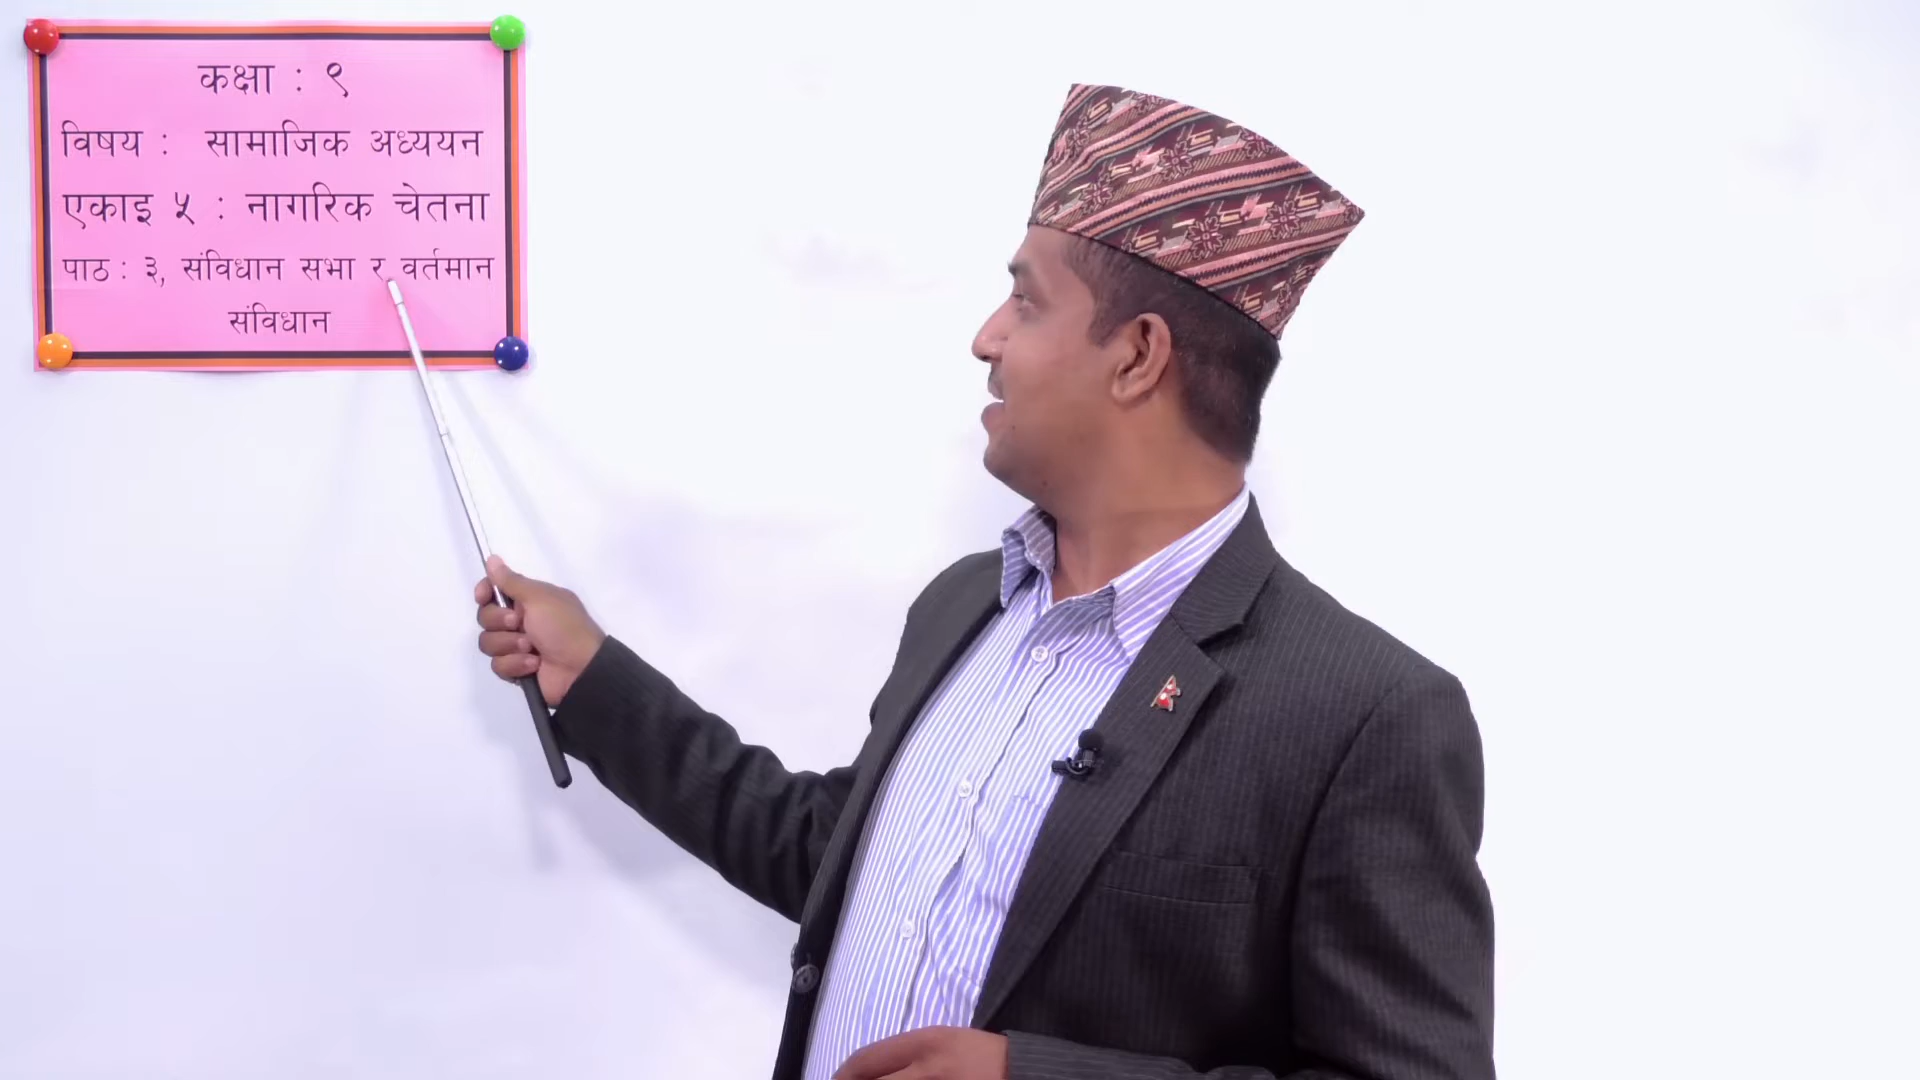 कक्षा : ९
विषय : सामाजिक अध्ययन
एकाइ ५ : नागरिक चेतना
पाठ : ३, संविधान सभा र वर्तमान
संविधान